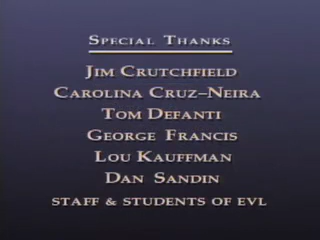 Special Thanks
Jim Crutchfield
Carolina Cruz–Neira
Tom Defanti
George Francis
Lou Kauffman
Dan Sandin
staff & students of evl